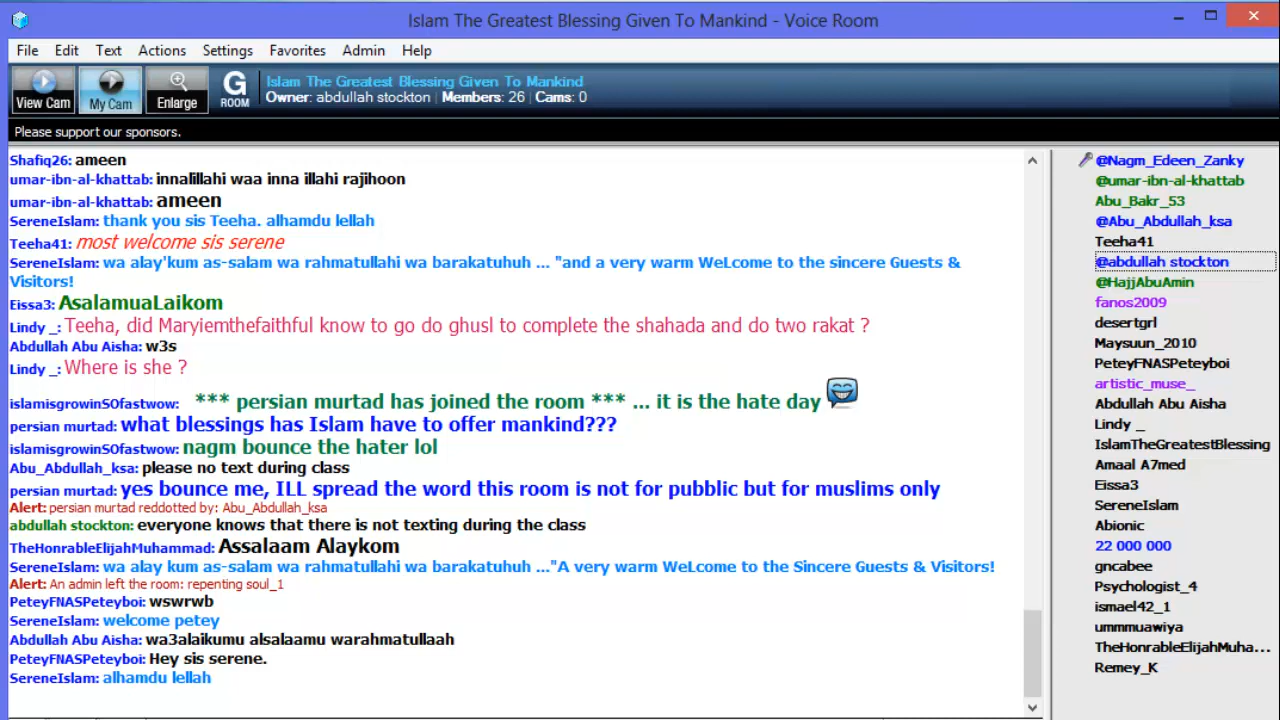 Islam The Greatest Blessing Given To Mankind - Voice Room
File Edit Text Actions Settings Favorites Admin Help
View Cam My Cam Enlarge G ROOM
Islam The Greatest Blessing Given To Mankind
Owner: abdullah stockton | Members: 26 | Cams: 0
Please support our sponsors.
Shafiq26: ameen
umar-ibn-al-khattab: innalillahi waa inna illahi rajihoon
umar-ibn-al-khattab: ameen
SereneIslam: thank you sis Teeha. alhamdu lellah
Teeha41: most welcome sis serene
SereneIslam: wa alay'kum as-salam wa rahmatullahi wa barakatuhuh ... "and a very warm WeLcome to the sincere Guests &
Visitors!
Eissa3: AsalamuaLaikom
Lindy _: Teeha, did Maryiemthefaithful know to go do ghusl to complete the shahada and do two rakat ?
Abdullah Abu Aisha: w3s
Lindy _: Where is she ?
islamisgrowinSOfastwow: *** persian murtad has joined the room *** ... it is the hate day
persian murtad: what blessings has Islam have to offer mankind???
islamisgrowinSOfastwow: nagm bounce the hater lol
Abu_Abdullah_ksa: please no text during class
persian murtad: yes bounce me, ILL spread the word this room is not for pubblic but for muslims only
Alert: persian murtad reddotted by: Abu_Abdullah_ksa
abdullah stockton: everyone knows that there is not texting during the class
TheHonrableElijahMuhammad: Assalaam Alaykom
SereneIslam: wa alay kum as-salam wa rahmatullahi wa barakatuhuh ..."A very warm WeLcome to the Sincere Guests & Visitors!
Alert: An admin left the room: repenting soul_1
PeteyFNASPeteyboi: wswrwb
SereneIslam: welcome petey
Abdullah Abu Aisha: wa3alaikumu alsalaamu warahmatullaah
PeteyFNASPeteyboi: Hey sis serene.
SereneIslam: alhamdu lellah
@Nagm_Edeen_Zanky
@umar-ibn-al-khattab
Abu_Bakr_53
@Abu_Abdullah_ksa
Teeha41
@abdullah stockton
@HajjAbuAmin
fanos2009
desertgrl
Maysuun_2010
PeteyFNASPeteyboi
artistic_muse_
Abdullah Abu Aisha
Lindy _
IslamTheGreatestBlessing
Amaal A7med
Eissa3
SereneIslam
Abionic
22 000 000
gncabee
Psychologist_4
ismael42_1
ummmuawiya
TheHonrableElijahMuha...
Remey_K